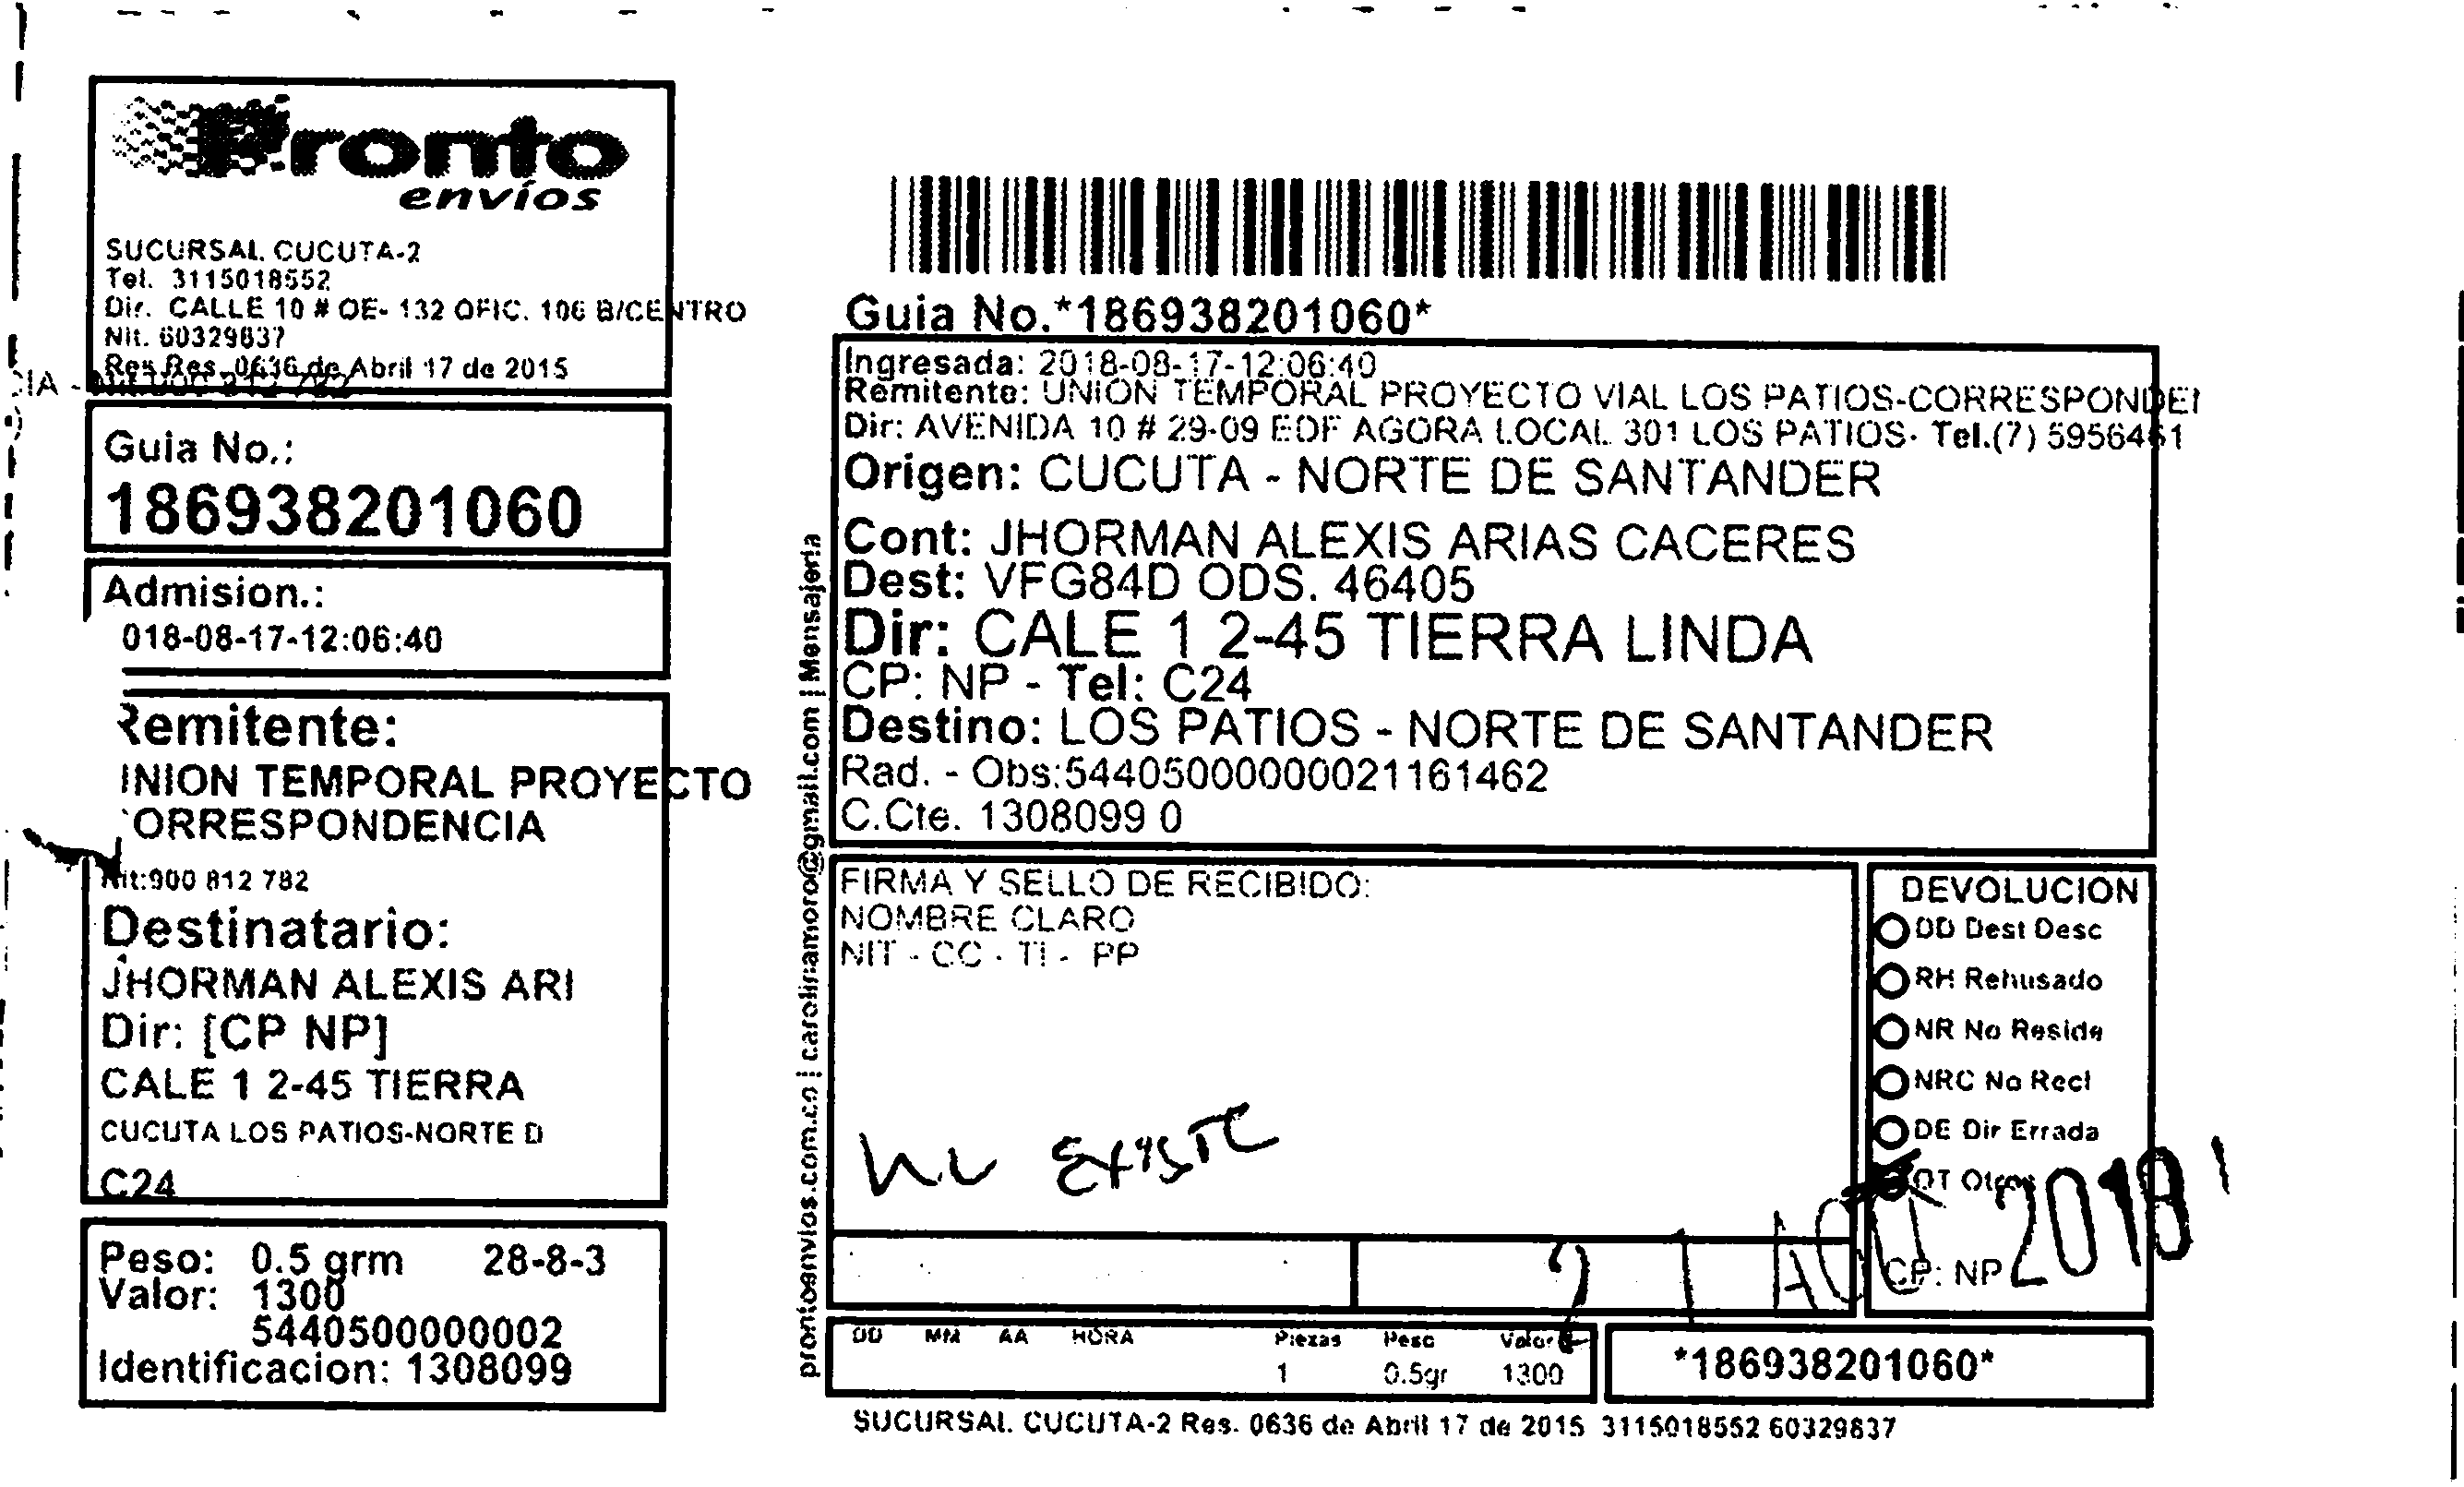 Pronto
envíos
SUCURSAL CUCUTA-2
Tel. 3115018552
Dir. CALLE 10 # OE- 132 OFIC. 106 B/CENTRO
Nit. 60329837
Res Res. 0636 de Abril 17 de 2015
Guia No.:
186938201060
Admision.:
018-08-17-12:06:40
Remitente:
INION TEMPORAL PROYECTO
ORRESPONDENCIA
Nit:900 812 782
Destinatario:
JHORMAN ALEXIS ARI
Dir: [CP NP]
CALE 1 2-45 TIERRA
CUCUTA LOS PATIOS-NORTE D
C24
Peso: 0.5 grm 28-8-3
Valor: 1300
5440500000002
Identificacion: 1308099
prontoenvios.com.co | carolinamoro@gmail.com | Mensajeria
Guia No.*186938201060*
Ingresada: 2018-08-17-12:06:40
Remitente: UNION TEMPORAL PROYECTO VIAL LOS PATIOS-CORRESPONDEI
Dir: AVENIDA 10 # 29-09 EDF AGORA LOCAL 301 LOS PATIOS- Tel.(7) 5956461
Origen: CUCUTA - NORTE DE SANTANDER
Cont: JHORMAN ALEXIS ARIAS CACERES
Dest: VFG84D ODS. 46405
Dir: CALE 1 2-45 TIERRA LINDA
CP: NP - Tel: C24
Destino: LOS PATIOS - NORTE DE SANTANDER
Rad. - Obs:544050000000021161462
C.Cte. 1308099 0
FIRMA Y SELLO DE RECIBIDO:
NOMBRE CLARO
NIT - CC - TI - PP
No Existe
DEVOLUCION
DD Dest Desc
RH Rehusado
NR No Reside
NRC No Recl
DE Dir Errada
OT Otros
CP: NP
21 AGO 2018
DD MM AA HORA Piezas Peso Valor
1 0.5gr 1300
*186938201060*
SUCURSAL CUCUTA-2 Res. 0636 de Abril 17 de 2015 3115018552 60329837